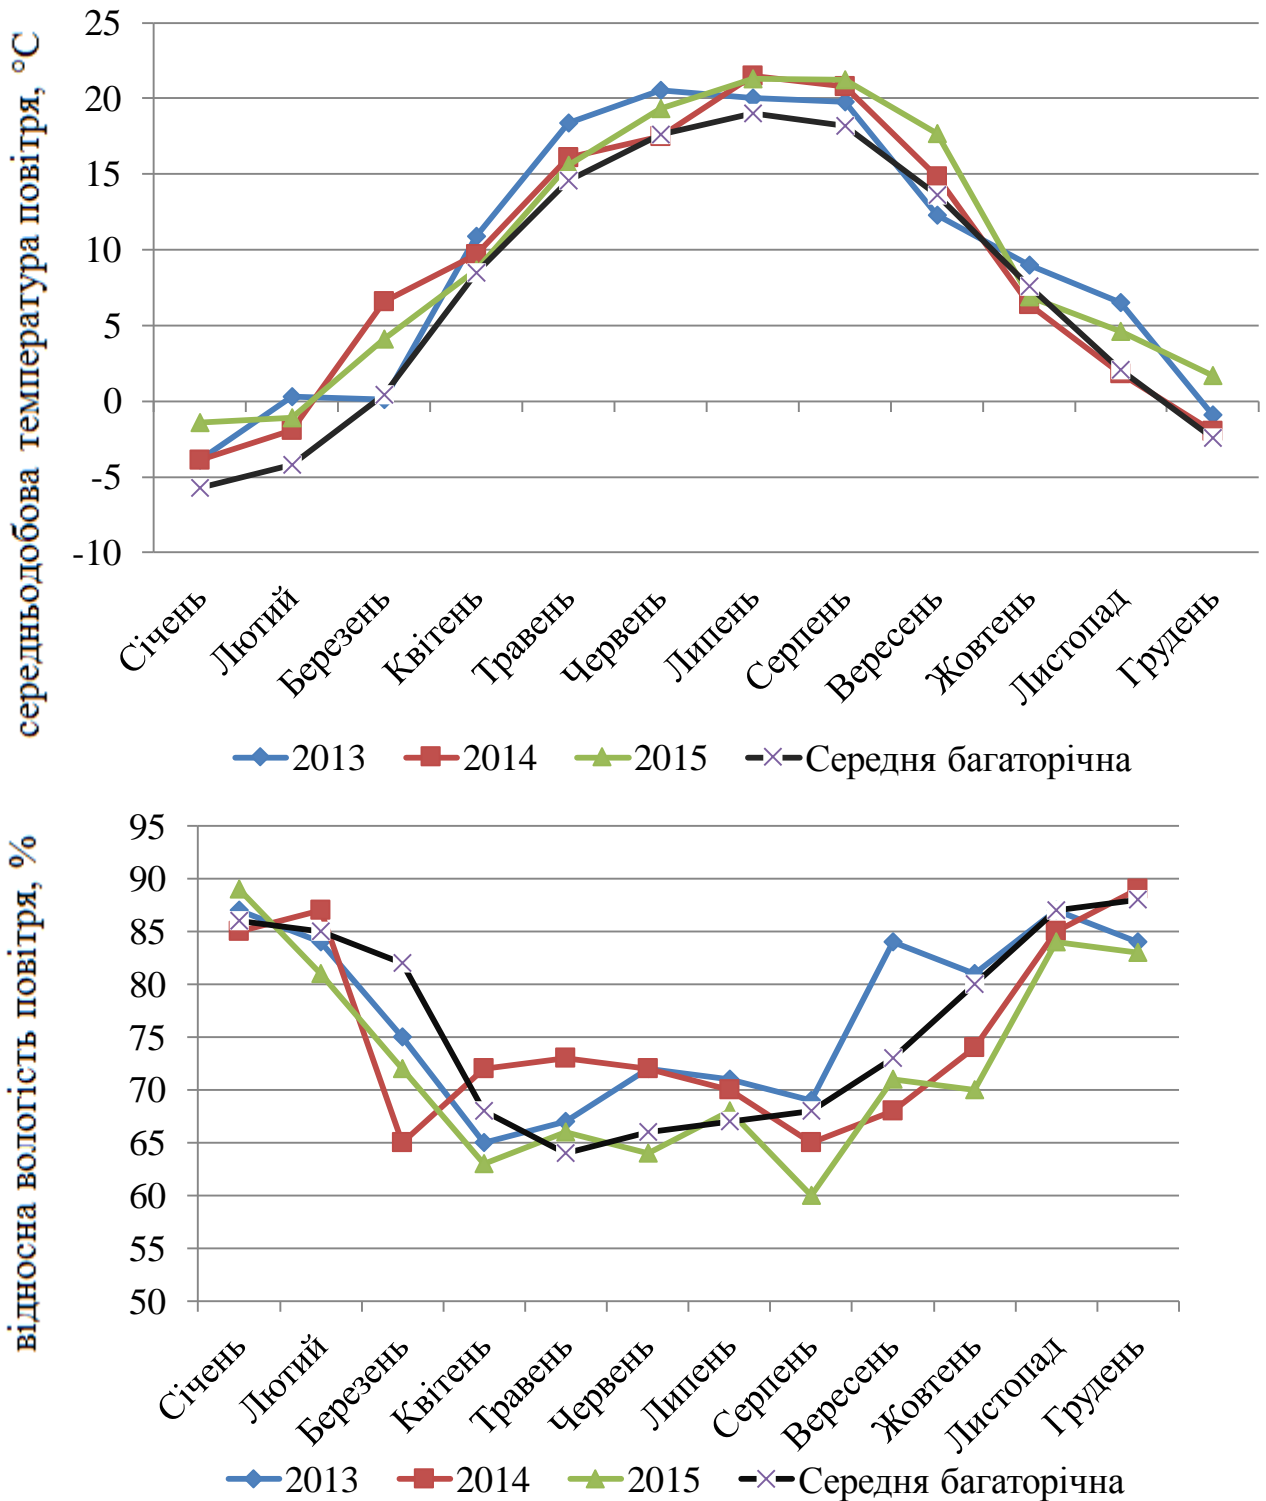 середньодобова температура повітря, °С
25
20
15
10
5
0
-5
-10
Січень
Лютий
Березень
Квітень
Травень
Червень
Липень
Серпень
Вересень
Жовтень
Листопад
Грудень
2013
2014
2015
Середня багаторічна
відносна вологість повітря, %
95
90
85
80
75
70
65
60
55
50
Січень
Лютий
Березень
Квітень
Травень
Червень
Липень
Серпень
Вересень
Жовтень
Листопад
Грудень
2013
2014
2015
Середня багаторічна